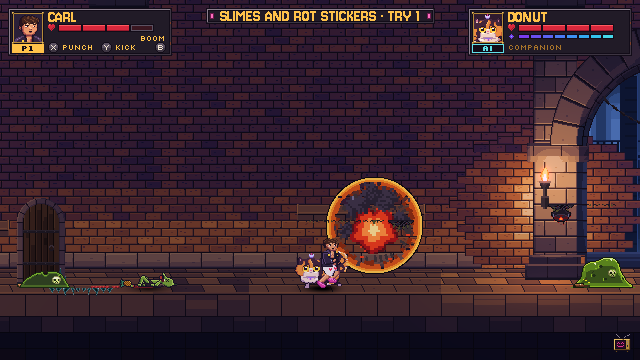 CARL
BOOM
P1
X PUNCH Y KICK B
SLIMES AND ROT STICKERS · TRY 1
DONUT
AI
COMPANION